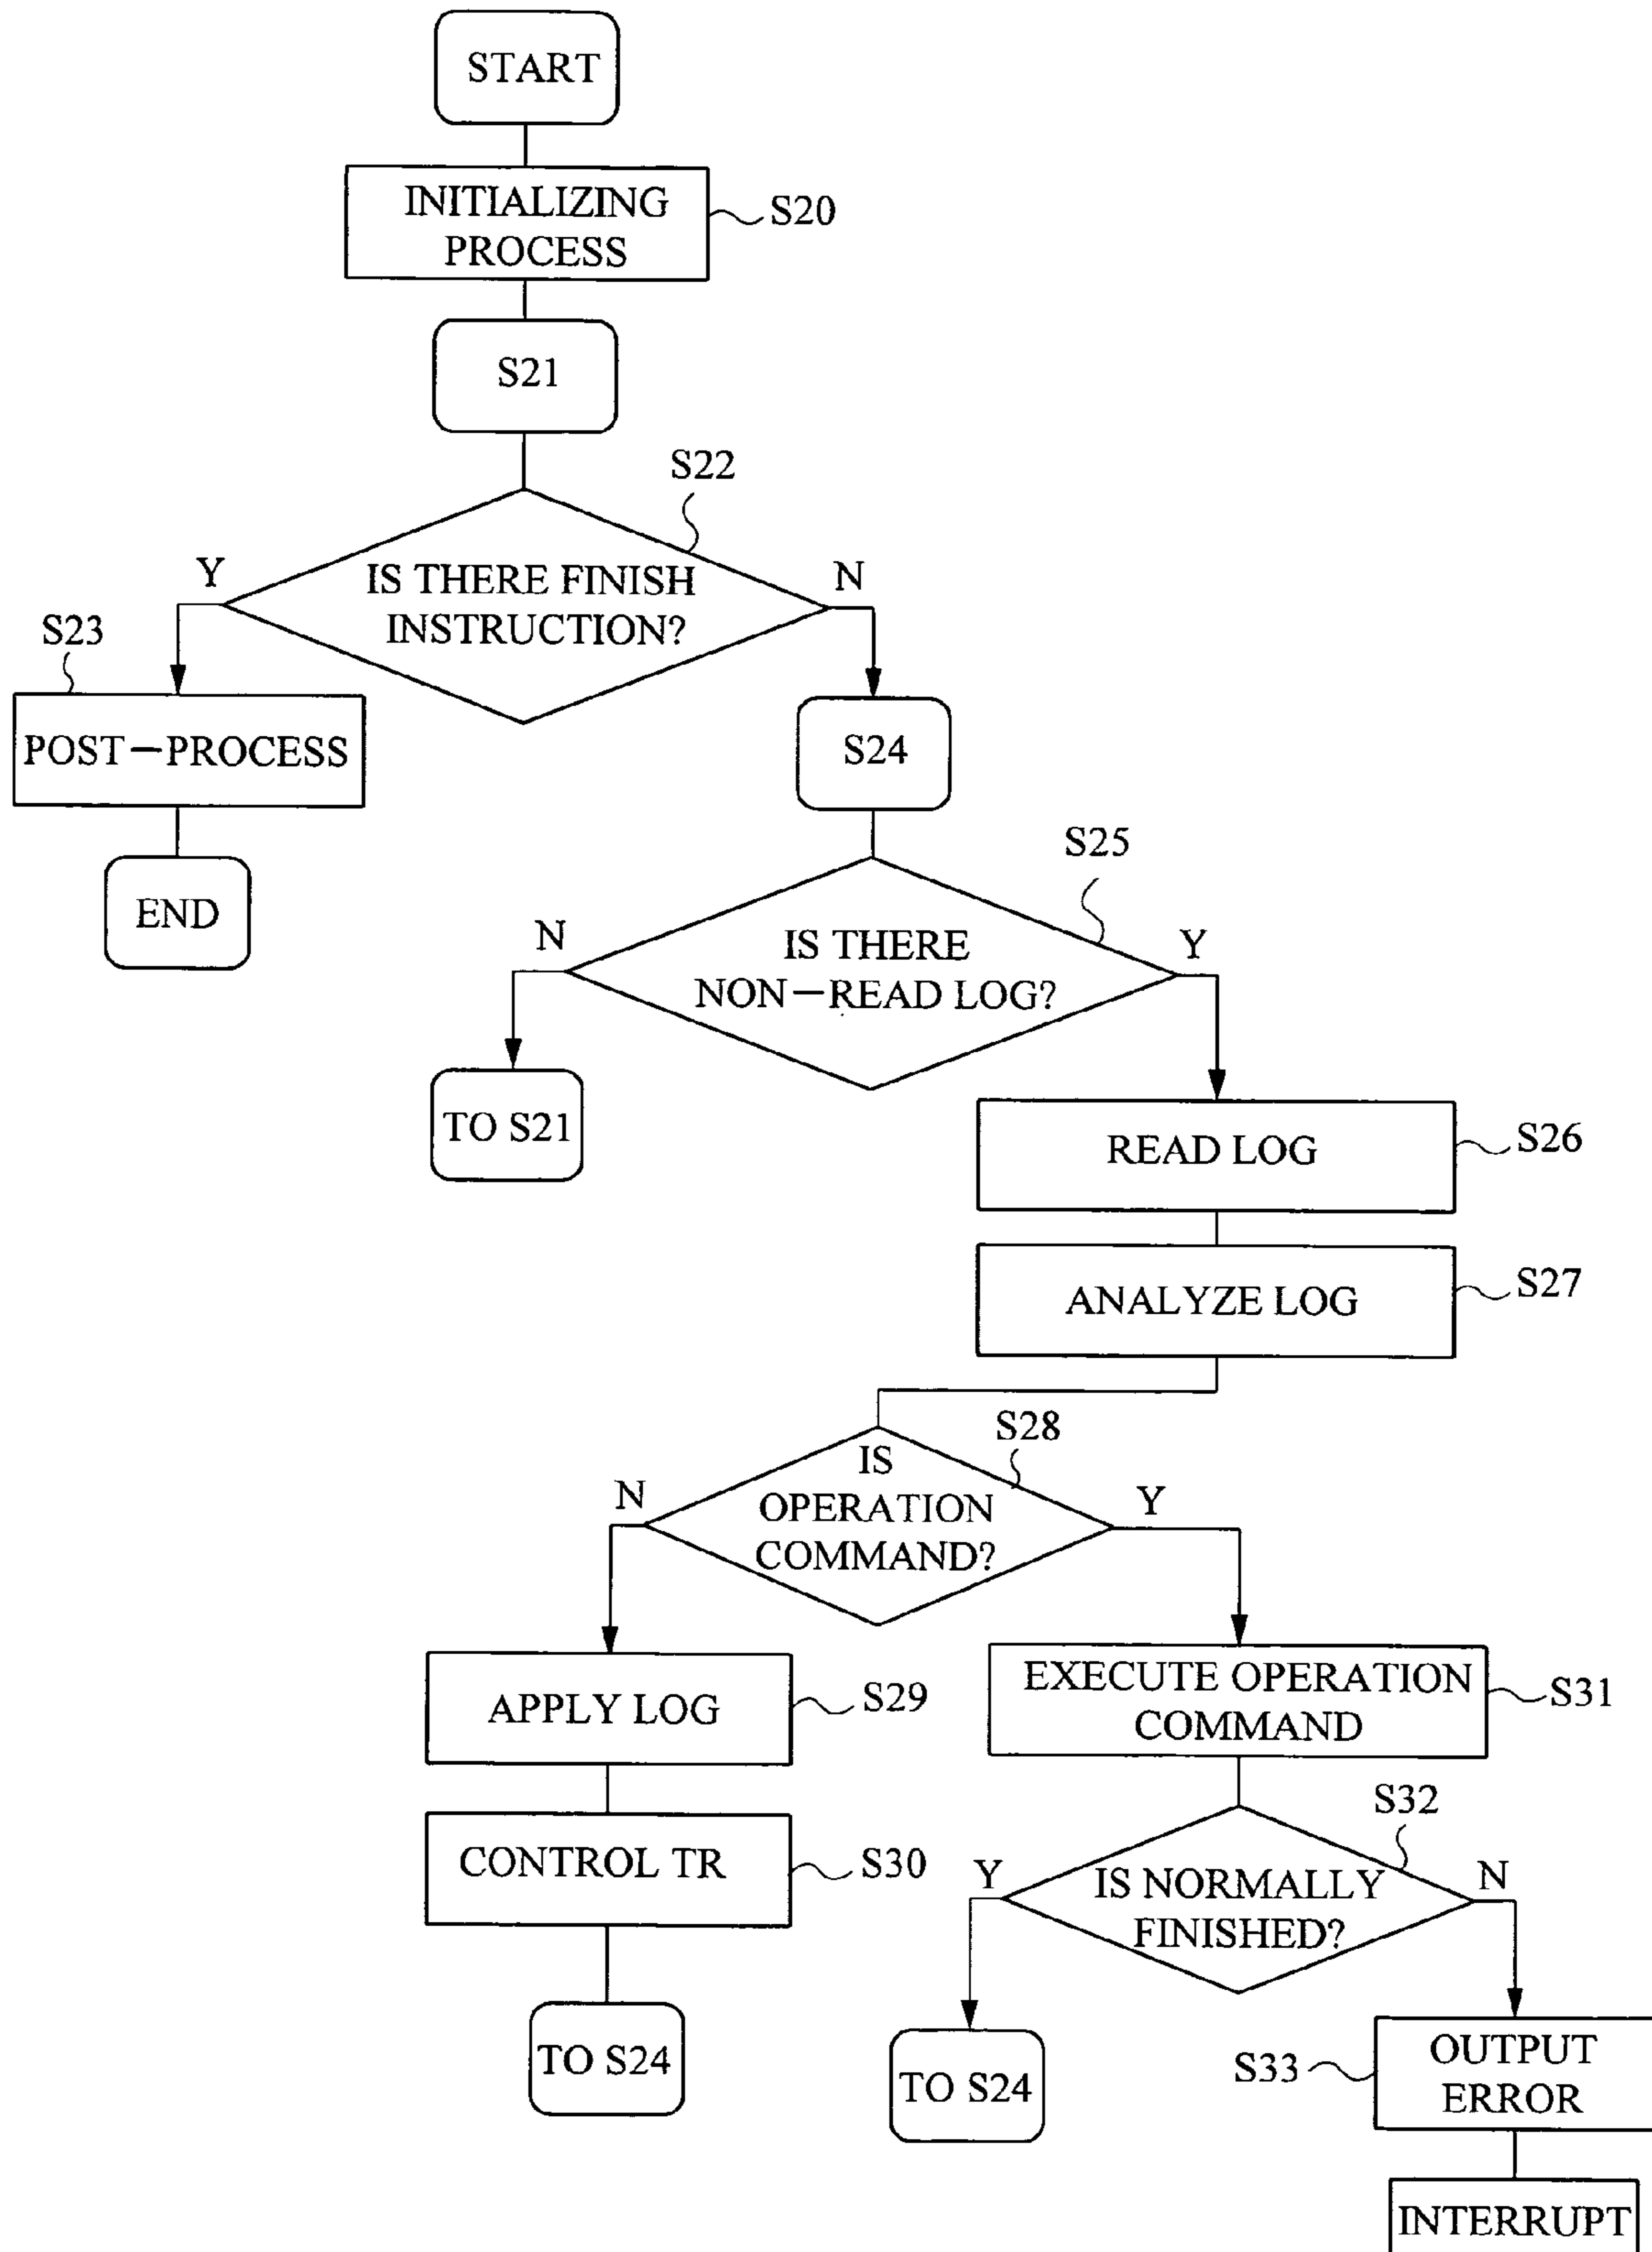 START
INITIALIZING
PROCESS
S20
S21
S22
Y
IS THERE FINISH
INSTRUCTION?
N
S23
POST-PROCESS
END
S24
S25
N
IS THERE
NON-READ LOG?
Y
TO S21
READ LOG
S26
ANALYZE LOG
S27
S28
N
IS
OPERATION
COMMAND?
Y
APPLY LOG
S29
EXECUTE OPERATION
COMMAND
S31
CONTROL TR
S30
S32
Y
IS NORMALLY
FINISHED?
N
TO S24
TO S24
S33
OUTPUT
ERROR
INTERRUPT